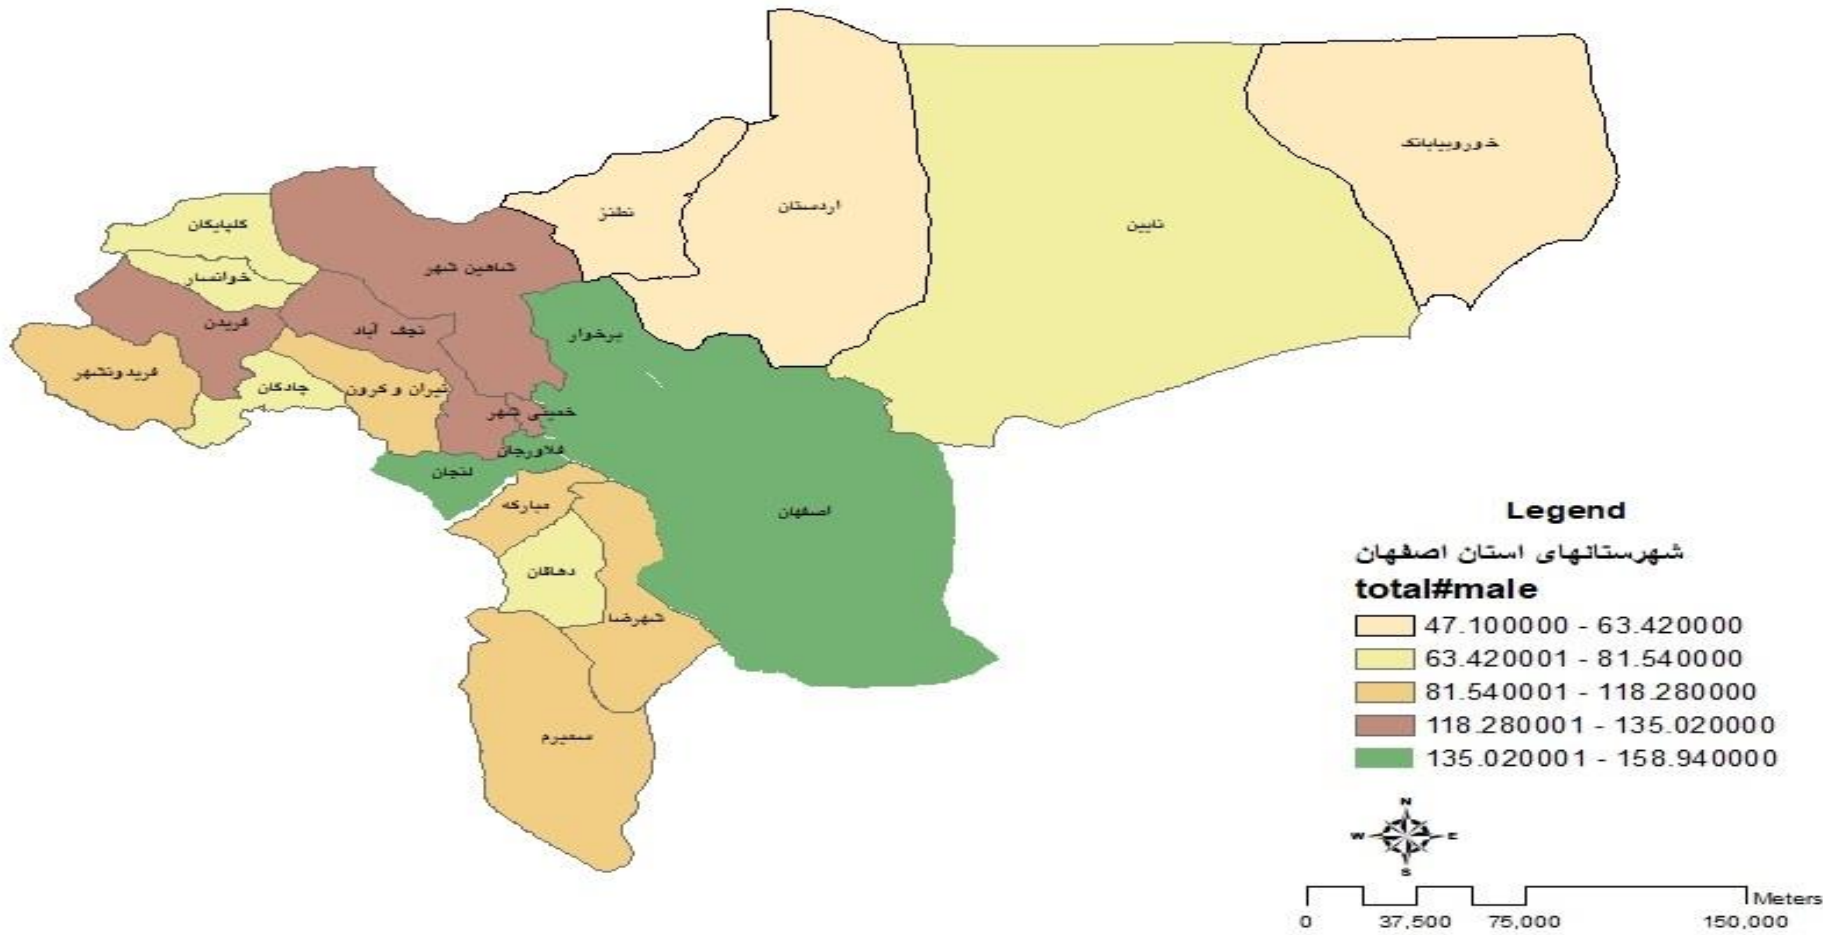 خوروبیابانک
اردستان
نطنز
نایین
گلپایگان
شاهین شهر
خوانسار
فریدن
نجف آباد
برخوار
فریدونشهر
چادگان
تیران و کرون
خمینی شهر
فلاورجان
لنجان
مبارکه
اصفهان
دهاقان
شهرضا
سمیرم
Legend
شهرستانهای استان اصفهان
total#male
47.100000 - 63.420000
63.420001 - 81.540000
81.540001 - 118.280000
118.280001 - 135.020000
135.020001 - 158.940000
N
W E
S
Meters
0 37,500 75,000 150,000